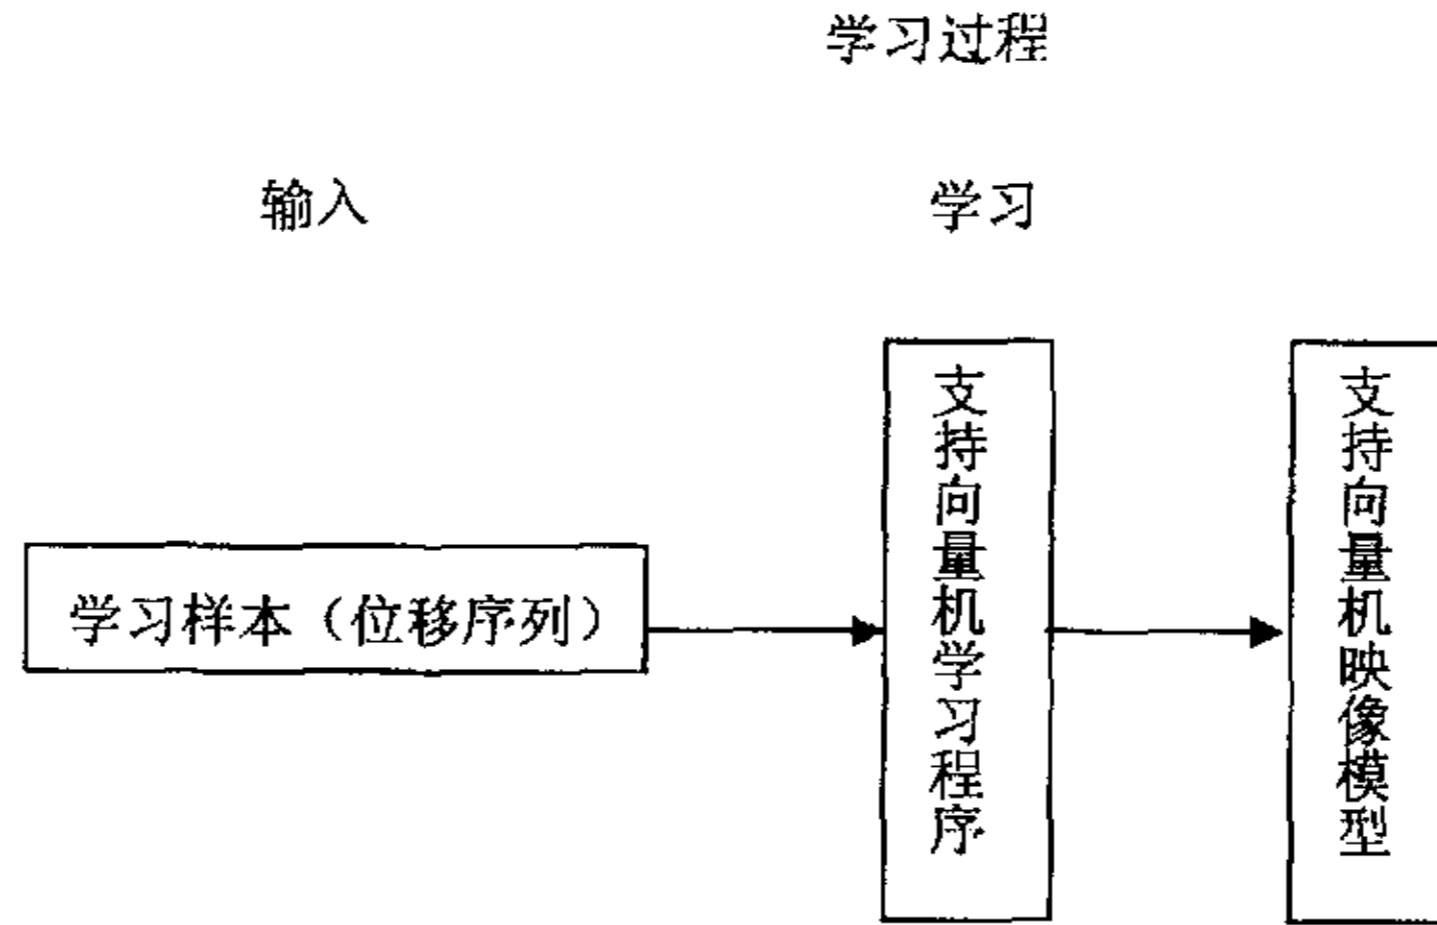 学习过程
输入
学习
学习样本（位移序列）
支持向量机学习程序
支持向量机映像模型